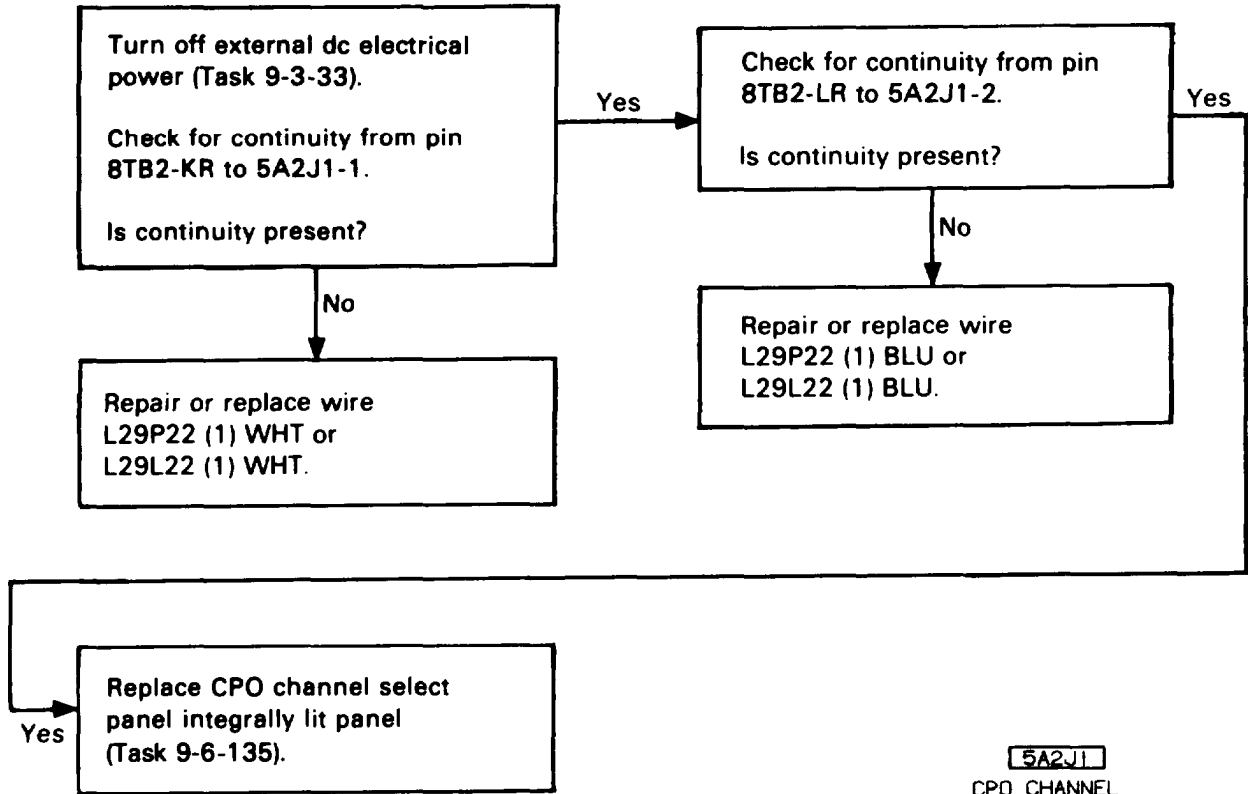 Turn off external dc electrical
power (Task 9-3-33).
Check for continuity from pin
8TB2-KR to 5A2J1-1.
Is continuity present?
Yes
Check for continuity from pin
8TB2-LR to 5A2J1-2.
Is continuity present?
Yes
No
Repair or replace wire
L29P22 (1) WHT or
L29L22 (1) WHT.
No
Repair or replace wire
L29P22 (1) BLU or
L29L22 (1) BLU.
Yes
Replace CPO channel select
panel integrally lit panel
(Task 9-6-135).
5A2J1
CPO CHANNEL